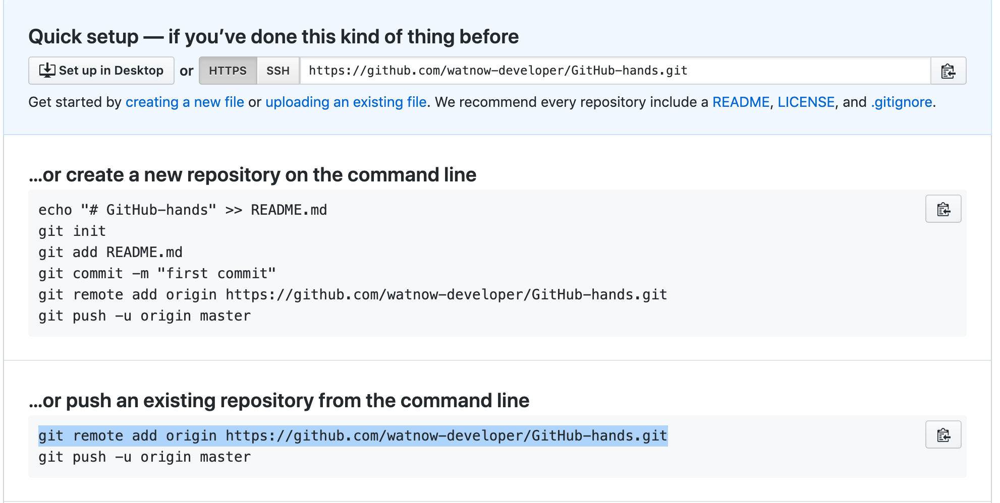 Quick setup — if you’ve done this kind of thing before
Set up in Desktop or HTTPS SSH https://github.com/watnow-developer/GitHub-hands.git
Get started by creating a new file or uploading an existing file. We recommend every repository include a README, LICENSE, and .gitignore.
…or create a new repository on the command line
echo "# GitHub-hands" >> README.md
git init
git add README.md
git commit -m "first commit"
git remote add origin https://github.com/watnow-developer/GitHub-hands.git
git push -u origin master
…or push an existing repository from the command line
git remote add origin https://github.com/watnow-developer/GitHub-hands.git
git push -u origin master